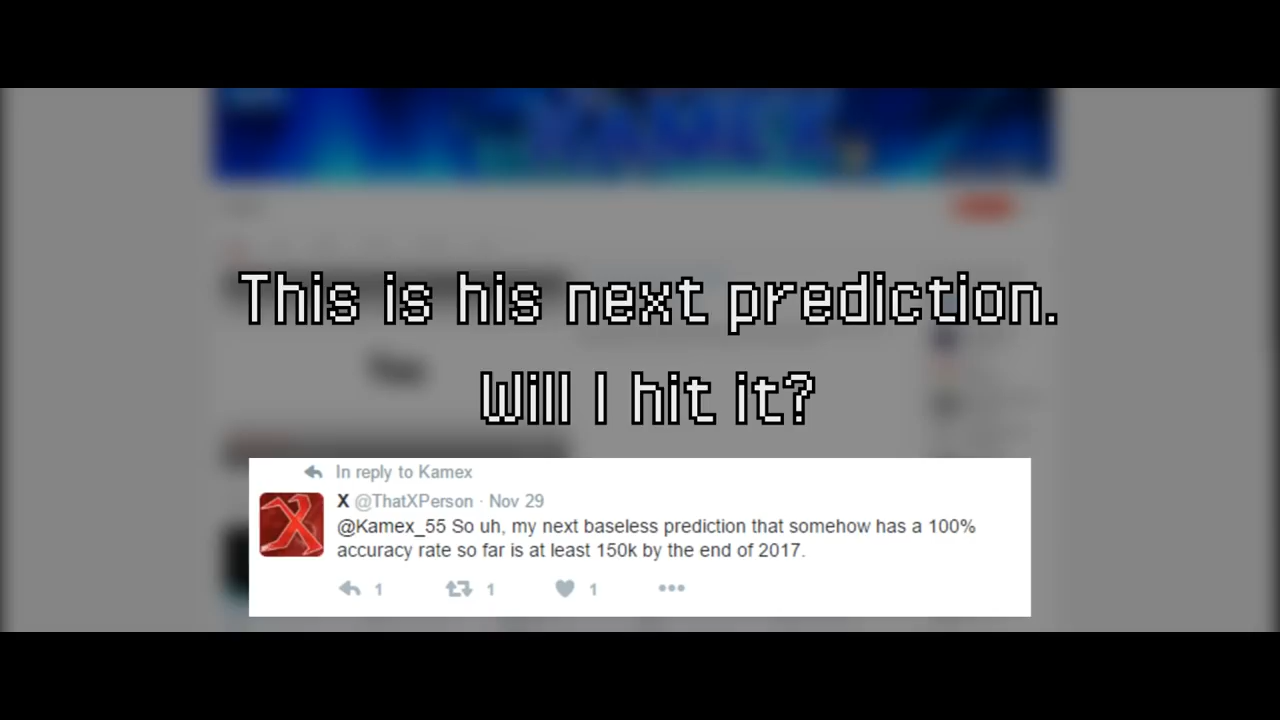 This is his next prediction.
Will I hit it?
In reply to Kamex
X @ThatXPerson · Nov 29
@Kamex_55 So uh, my next baseless prediction that somehow has a 100%
accuracy rate so far is at least 150k by the end of 2017.
1 1 1